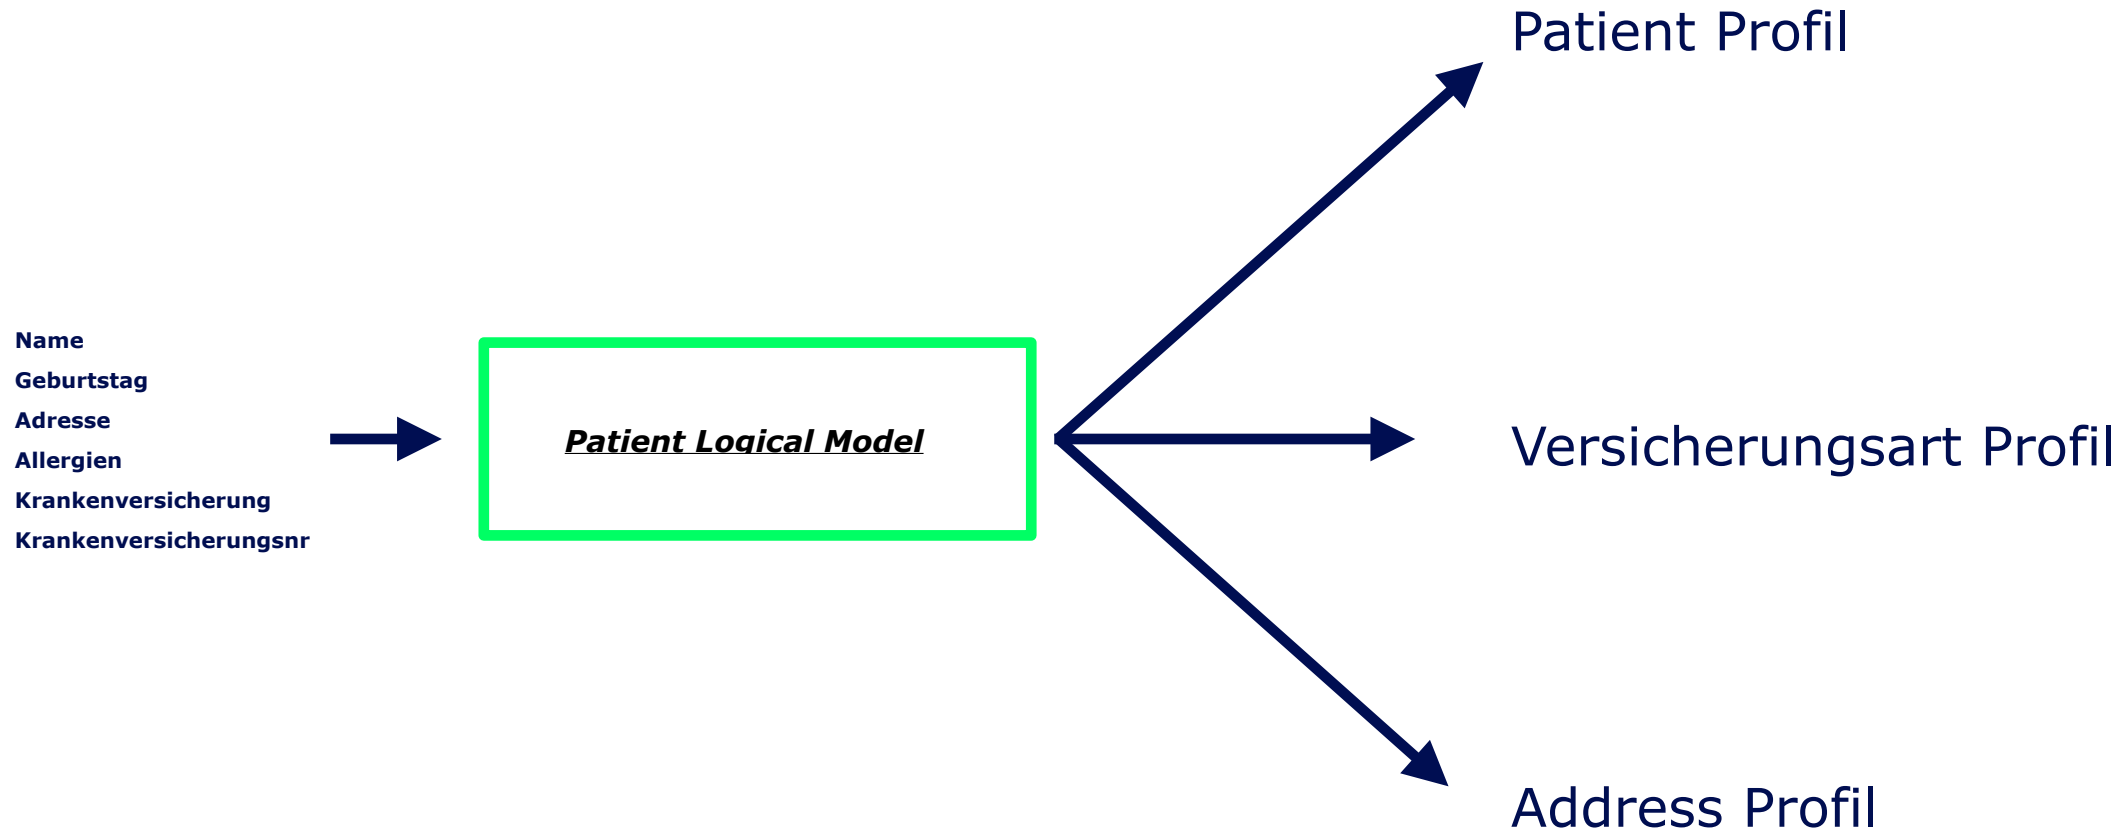 Patient Profil
Name
Geburtstag
Adresse
Allergien
Krankenversicherung
Krankenversicherungsnr
Patient Logical Model
Versicherungsart Profil
Address Profil